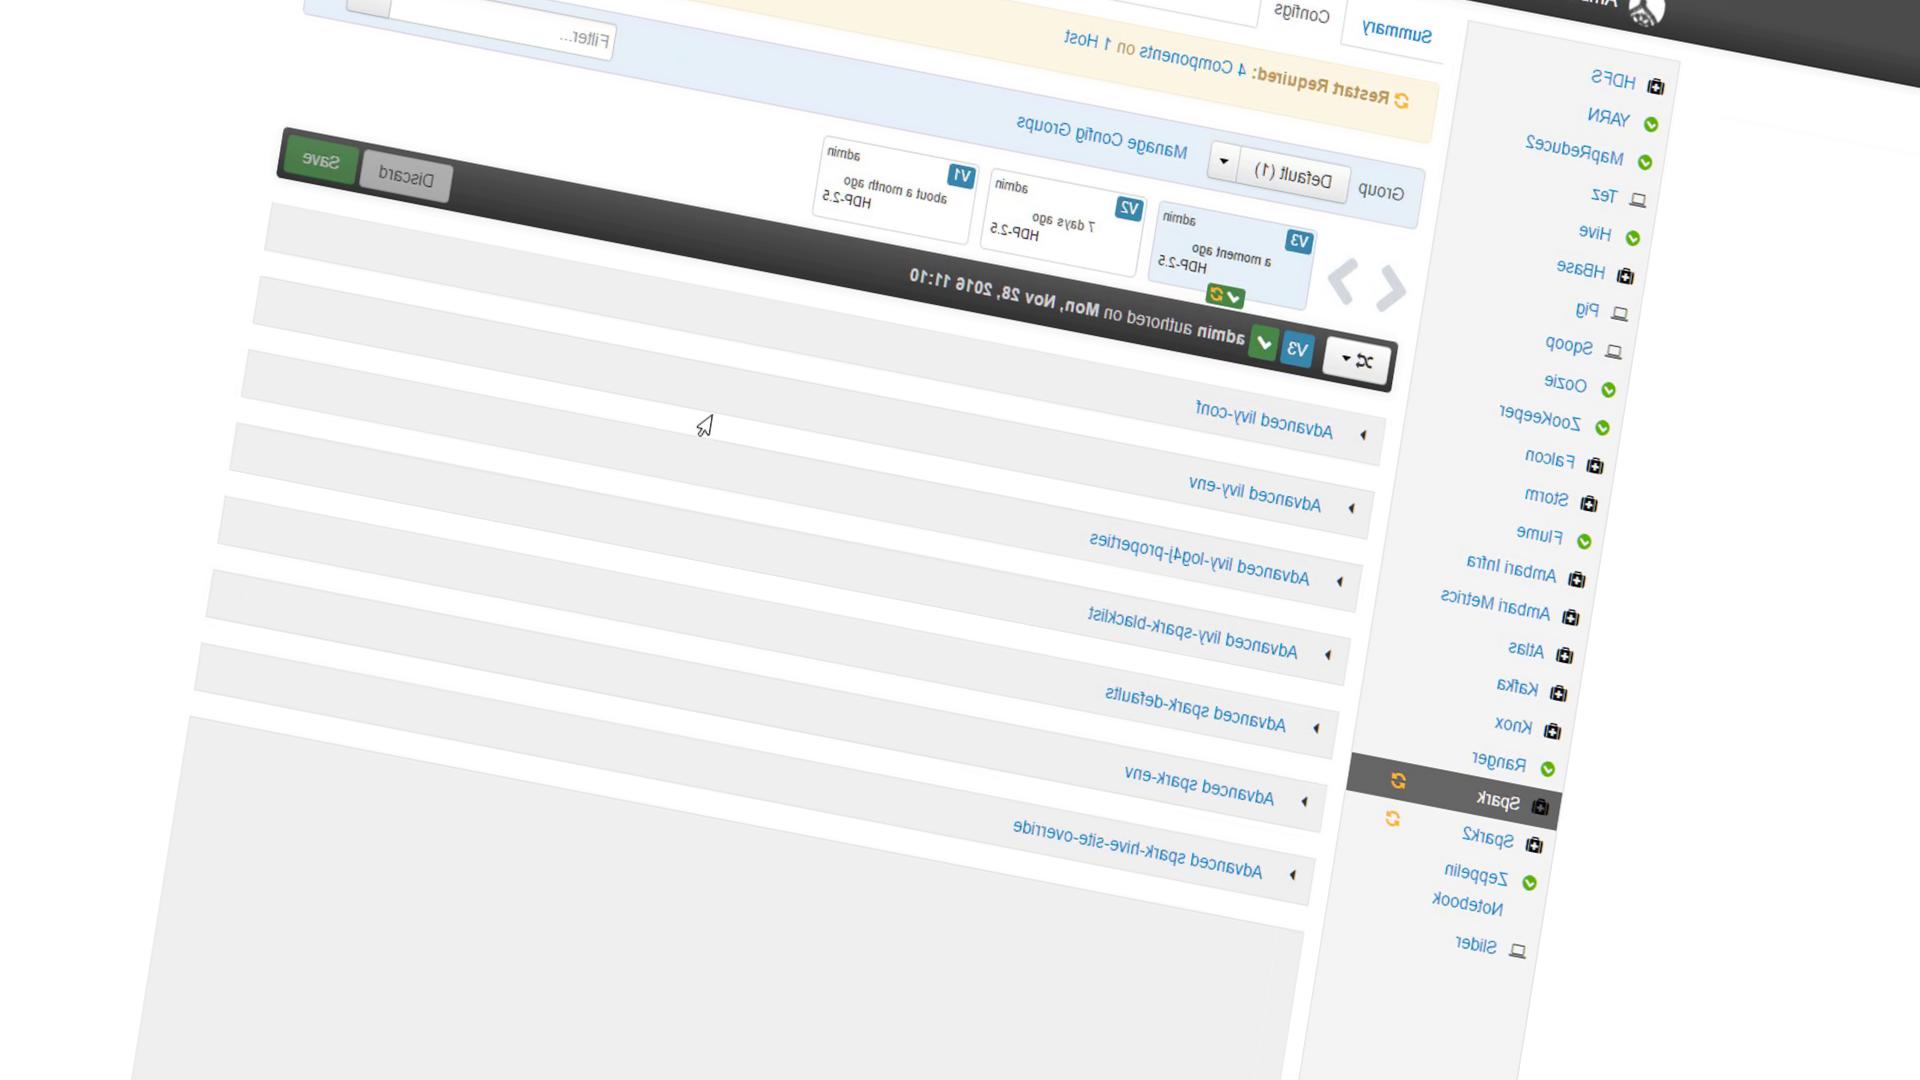 HDFS
YARN
MapReduce2
Tez
Hive
HBase
Pig
Sqoop
Oozie
ZooKeeper
Falcon
Storm
Flume
Ambari Infra
Ambari Metrics
Atlas
Kafka
Knox
Ranger
Spark
Spark2
Zeppelin
Notebook
Slider
Summary
Configs
Restart Required: 4 Components on 1 Host
Group Default (1) Manage Config Groups
Filter...
V3 admin
a moment ago
HDP-2.5
V2 admin
7 days ago
HDP-2.5
V1 admin
about a month ago
HDP-2.5
V3 admin authored on Mon, Nov 28, 2016 11:10
Discard Save
Advanced livy-conf
Advanced livy-env
Advanced livy-log4j-properties
Advanced livy-spark-blacklist
Advanced spark-defaults
Advanced spark-env
Advanced spark-hive-site-override